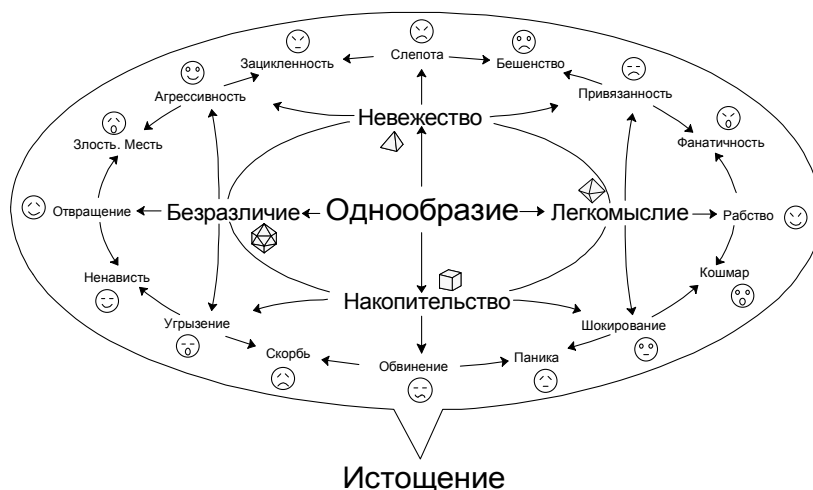 Слепота
Зацикленность
Бешенство
Агрессивность
Привязанность
Невежество
Злость. Месть
Фанатичность
Отвращение
Безразличие
Однообразие
Легкомыслие
Рабство
Ненависть
Кошмар
Накопительство
Угрызение
Шокирование
Скорбь
Обвинение
Паника
Истощение